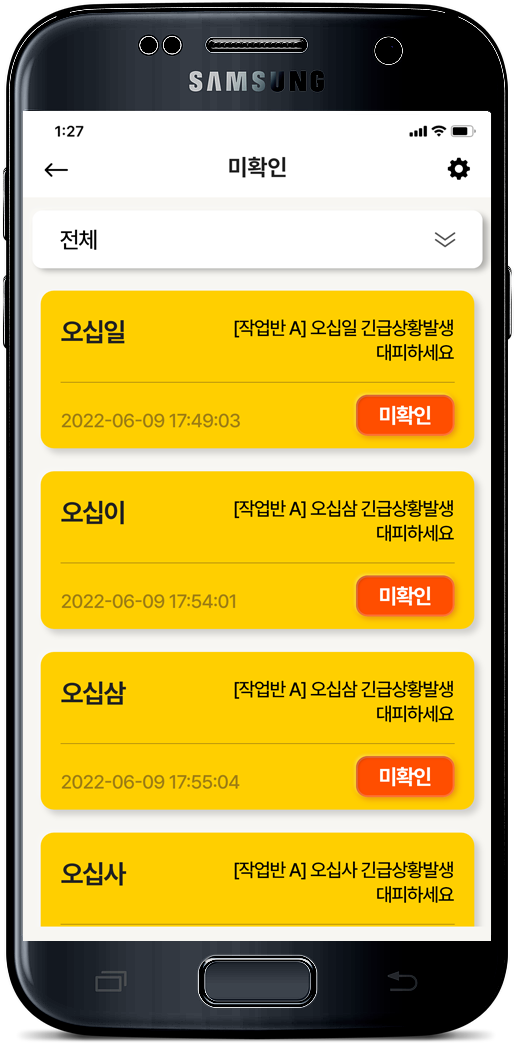 SAMSUNG
1:27
미확인
전체
오십일
[작업반 A] 오십일 긴급상황발생
대피하세요
2022-06-09 17:49:03
미확인
오십이
[작업반 A] 오십삼 긴급상황발생
대피하세요
2022-06-09 17:54:01
미확인
오십삼
[작업반 A] 오십삼 긴급상황발생
대피하세요
2022-06-09 17:55:04
미확인
오십사
[작업반 A] 오십사 긴급상황발생
대피하세요